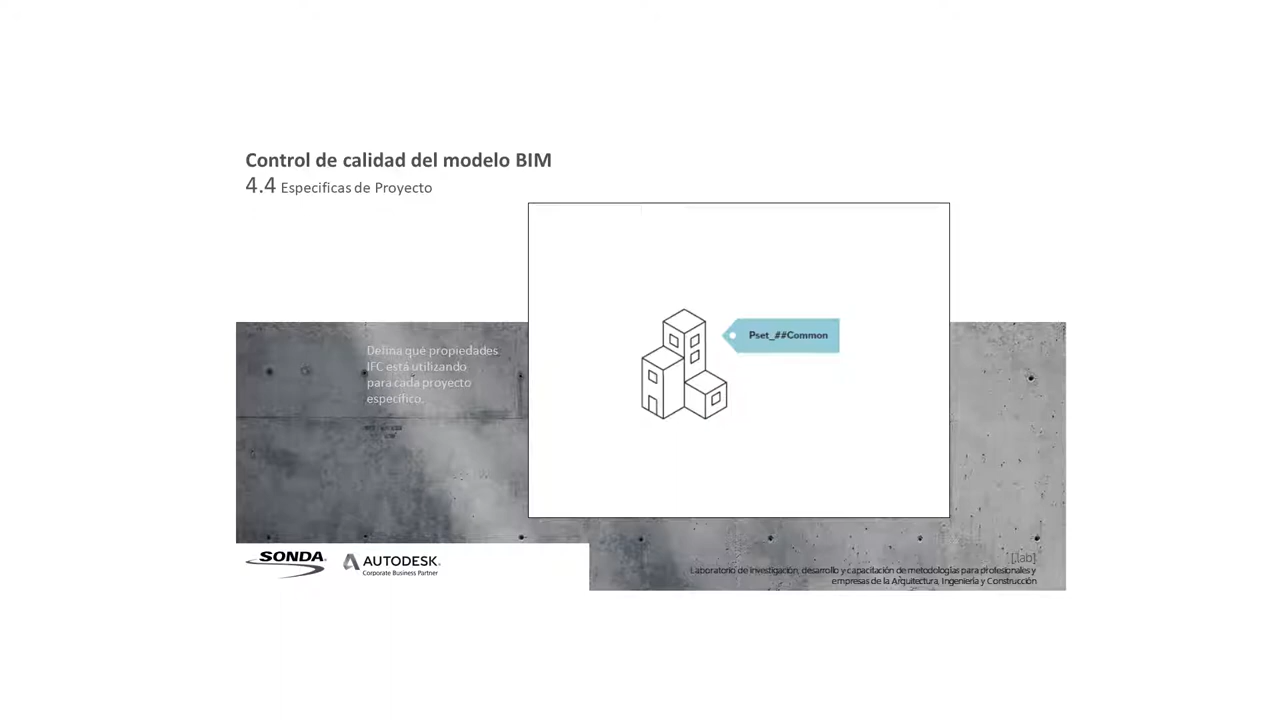 Control de calidad del modelo BIM
4.4 Especificas de Proyecto
Pset_##Common
Defina qué propiedades
IFC está utilizando
para cada proyecto
específico.
SONDA
AUTODESK
Corporate Business Partner
[.lab]
Laboratorio de investigación, desarrollo y capacitación de metodologías para profesionales y
empresas de la Arquitectura, Ingeniería y Construcción